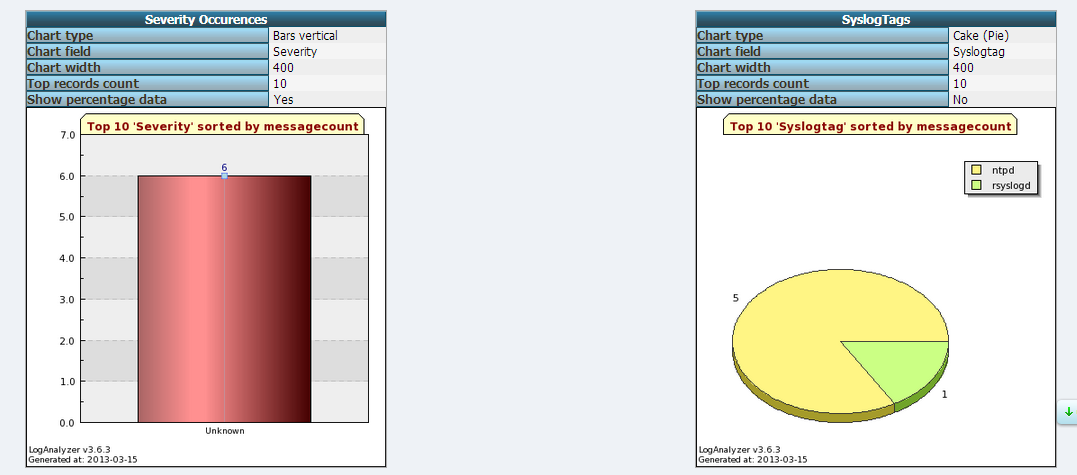 Severity Occurences
Chart type Bars vertical
Chart field Severity
Chart width 400
Top records count 10
Show percentage data Yes
Top 10 'Severity' sorted by messagecount
7.0
6
6.0
5.0
4.0
3.0
2.0
1.0
0.0
Unknown
LogAnalyzer v3.6.3
Generated at: 2013-03-15
SyslogTags
Chart type Cake (Pie)
Chart field Syslogtag
Chart width 400
Top records count 10
Show percentage data No
Top 10 'Syslogtag' sorted by messagecount
ntpd
rsyslogd
5
1
LogAnalyzer v3.6.3
Generated at: 2013-03-15